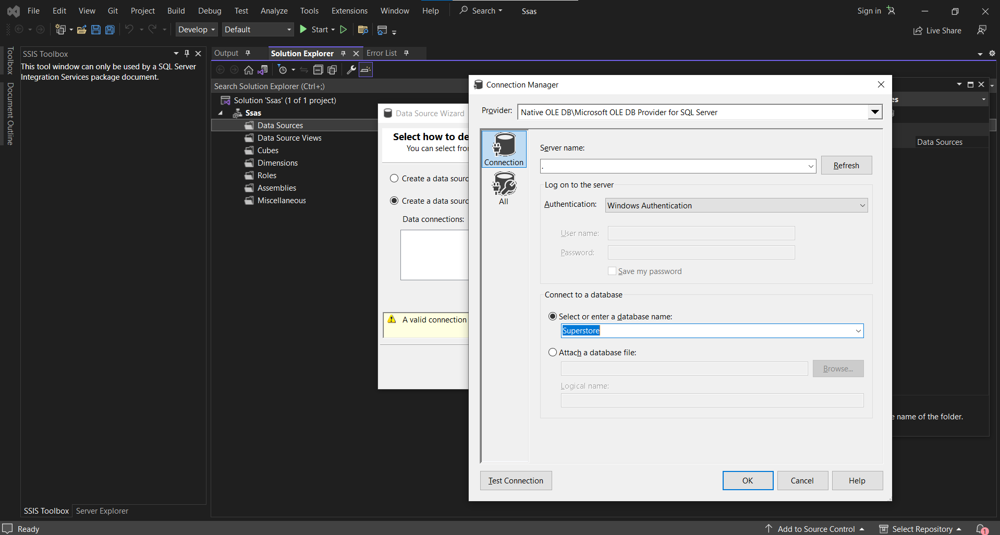 File Edit View Git Project Build Debug Test Analyze Tools Extensions Window Help Search Ssas Sign in
Develop Default Start Live Share
Toolbox
Document Outline
SSIS Toolbox
This tool window can only be used by a SQL Server
Integration Services package document.
SSIS Toolbox Server Explorer
Output Solution Explorer Error List
Search Solution Explorer (Ctrl+;)
Solution 'Ssas' (1 of 1 project)
Ssas
Data Sources
Data Source Views
Cubes
Dimensions
Roles
Assemblies
Miscellaneous
Data Source Wizard
Select how to de
You can select fro
Create a data sourc
Create a data sourc
Data connections:
A valid connection
Connection Manager
Provider: Native OLE DB\Microsoft OLE DB Provider for SQL Server
Connection
All
Server name:
.
Refresh
Log on to the server
Authentication: Windows Authentication
User name:
Password:
Save my password
Connect to a database
Select or enter a database name:
Superstore
Attach a database file:
Browse...
Logical name:
Test Connection OK Cancel Help
es
Data Sources
e name of the folder.
Ready Add to Source Control Select Repository 1